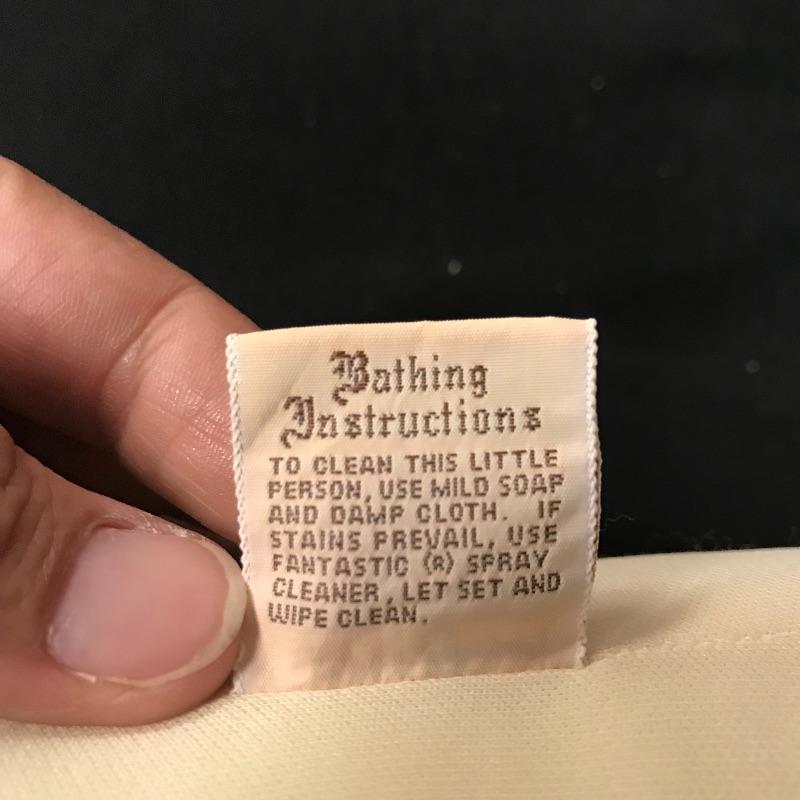 Bathing
Instructions
TO CLEAN THIS LITTLE
PERSON, USE MILD SOAP
AND DAMP CLOTH. IF
STAINS PREVAIL, USE
FANTASTIC (R) SPRAY
CLEANER, LET SET AND
WIPE CLEAN.